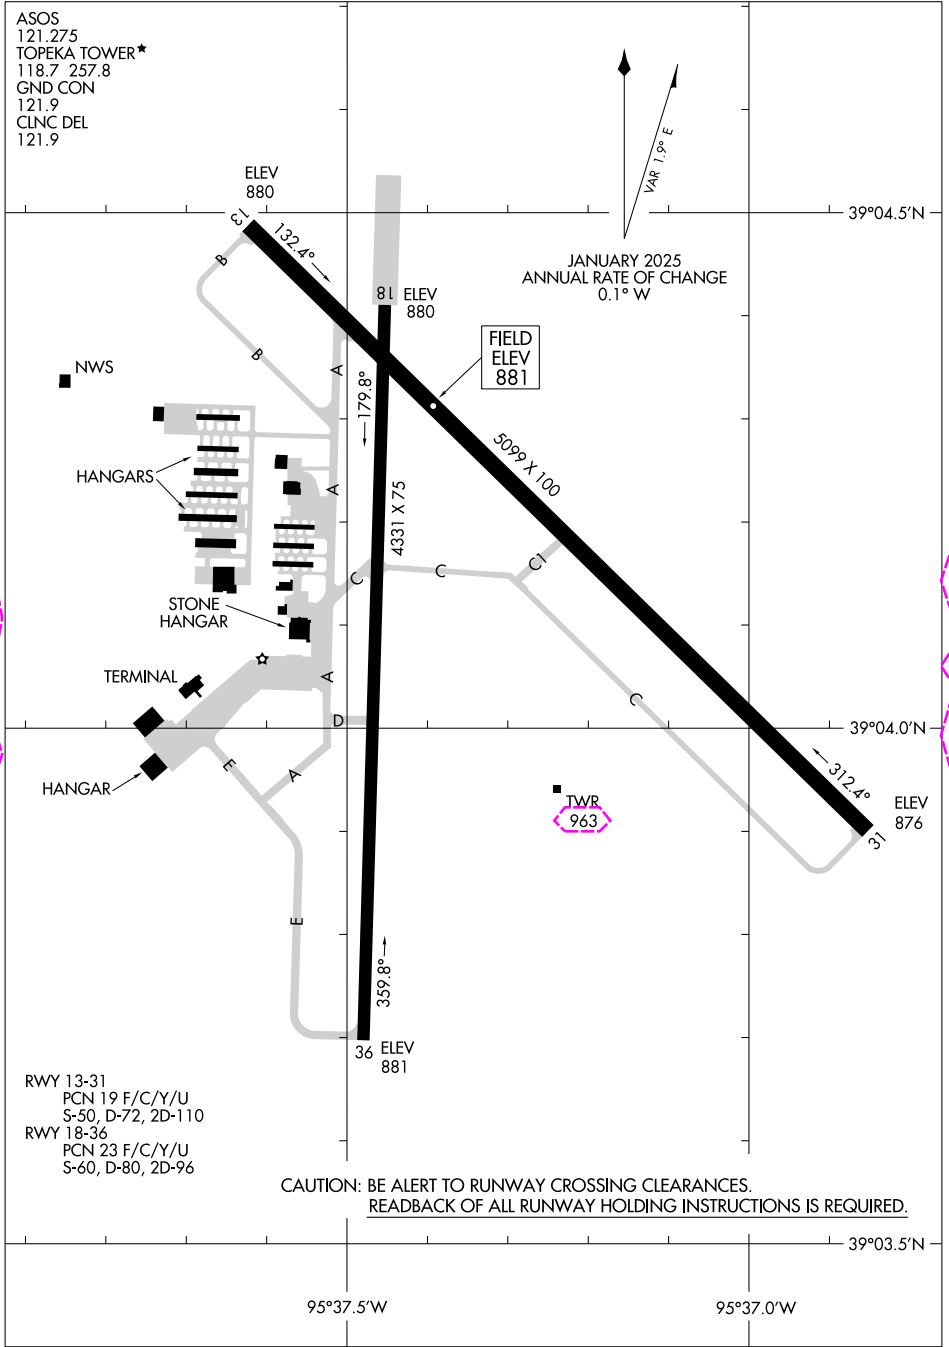 ASOS
121.275
TOPEKA TOWER★
118.7 257.8
GND CON
121.9
CLNC DEL
121.9
VAR 1.9° E
JANUARY 2025
ANNUAL RATE OF CHANGE
0.1° W
39°04.5'N
ELEV
880
13
132.4°
18
ELEV
880
B
B
A
FIELD
ELEV
881
NWS
179.8°
5099 X 100
4331 X 75
HANGARS
A
C
C
C1
STONE
HANGAR
TERMINAL
A
C
D
39°04.0'N
HANGAR
E
A
TWR
963
312.4°
ELEV
876
31
E
359.8°
36
ELEV
881
RWY 13-31
PCN 19 F/C/Y/U
S-50, D-72, 2D-110
RWY 18-36
PCN 23 F/C/Y/U
S-60, D-80, 2D-96
CAUTION: BE ALERT TO RUNWAY CROSSING CLEARANCES.
READBACK OF ALL RUNWAY HOLDING INSTRUCTIONS IS REQUIRED.
39°03.5'N
95°37.5'W
95°37.0'W